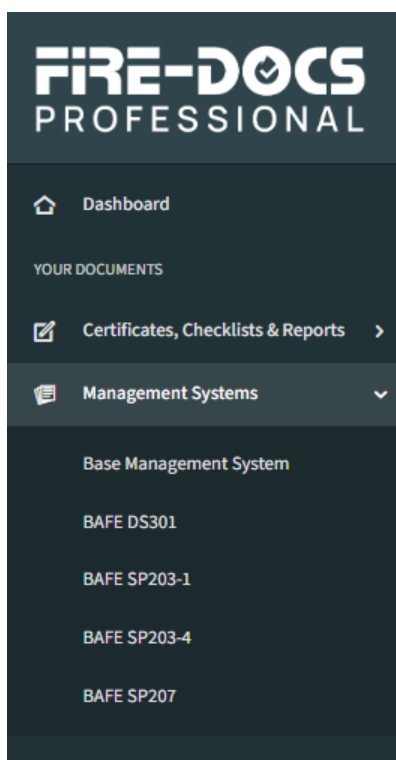 FIRE-DOCS
PROFESSIONAL
Dashboard
YOUR DOCUMENTS
Certificates, Checklists & Reports
Management Systems
Base Management System
BAFE DS301
BAFE SP203-1
BAFE SP203-4
BAFE SP207